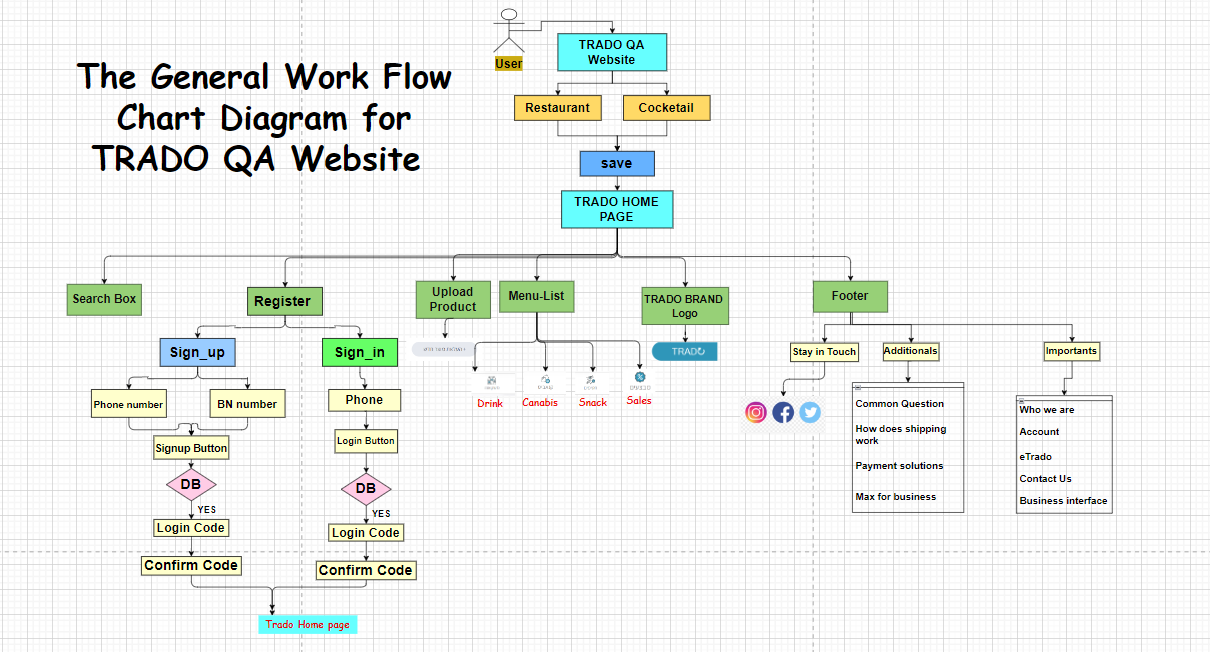 The General Work Flow
Chart Diagram for
TRADO QA Website
User
TRADO QA
Website
Restaurant
Cocketail
save
TRADO HOME
PAGE
Search Box
Register
Upload
Product
Menu-List
TRADO BRAND
Logo
Footer
Sign_up
Sign_in
TRADO
Stay in Touch
Additionals
Importants
Phone number
BN number
Phone
Drink
Canabis
Snack
Sales
Signup Button
Login Button
DB
DB
YES
YES
Login Code
Login Code
Confirm Code
Confirm Code
Trado Home page
Common Question
How does shipping
work
Payment solutions
Max for business
Who we are
Account
eTrado
Contact Us
Business interface